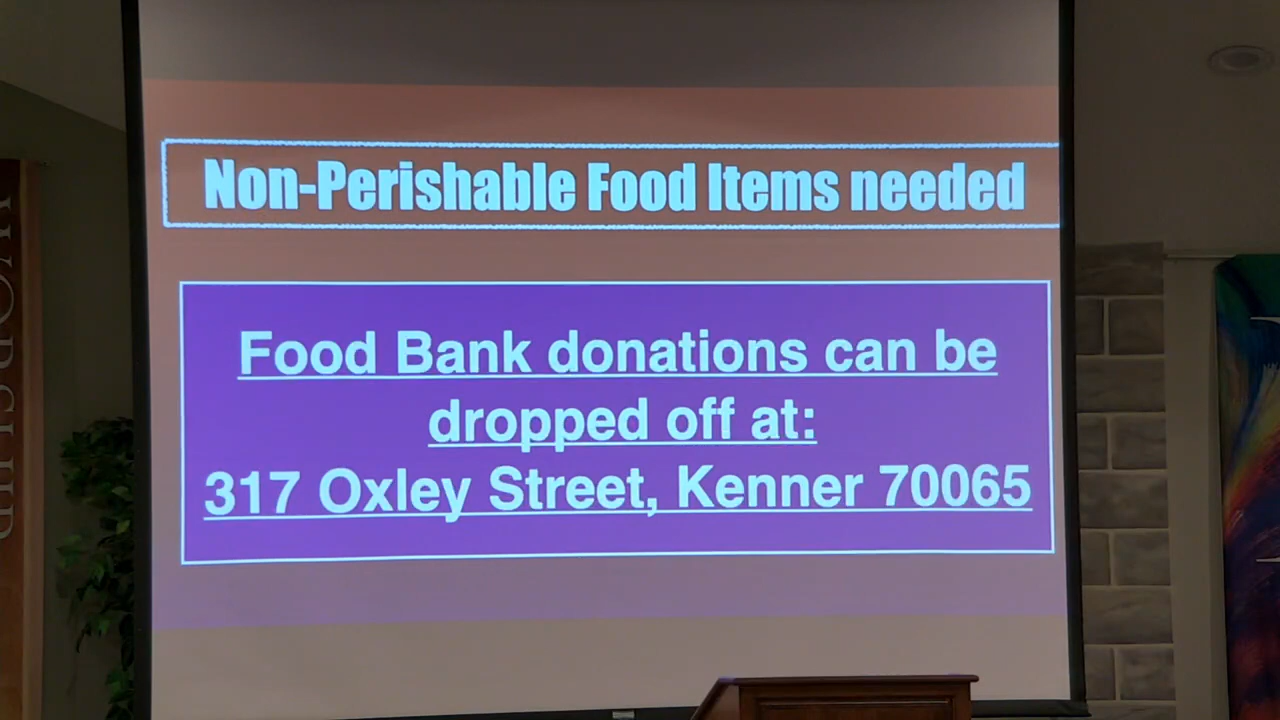 Non-Perishable Food Items needed
Food Bank donations can be
dropped off at:
317 Oxley Street, Kenner 70065